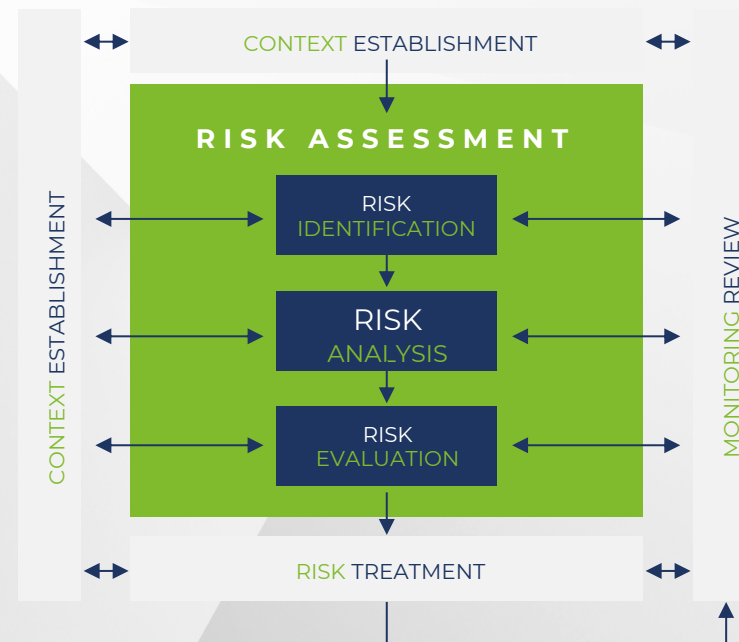 CONTEXT ESTABLISHMENT
RISK ASSESSMENT
RISK
IDENTIFICATION
RISK
ANALYSIS
RISK
EVALUATION
RISK TREATMENT
CONTEXT ESTABLISHMENT
MONITORING REVIEW